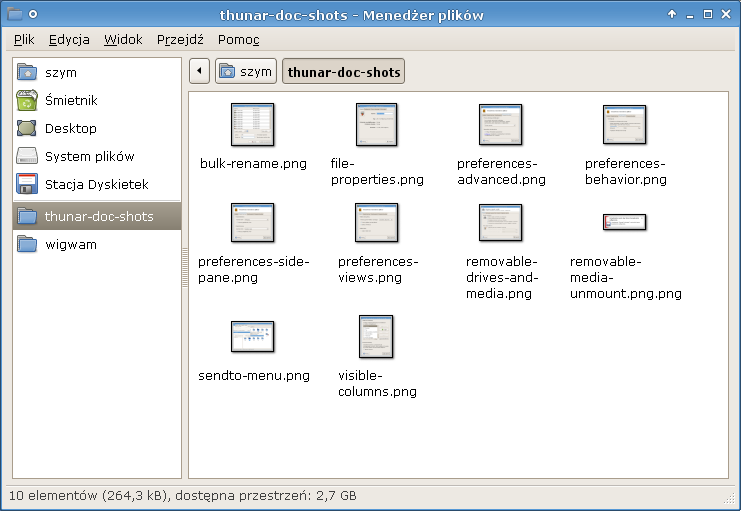 thunar-doc-shots - Menedżer plików
Plik Edycja Widok Przejdź Pomoc
szym
Śmietnik
Desktop
System plików
Stacja Dyskietek
thunar-doc-shots
wigwam
szym thunar-doc-shots
bulk-rename.png
file-
properties.png
preferences-
advanced.png
preferences-
behavior.png
preferences-side-
pane.png
preferences-
views.png
removable-
drives-and-
media.png
removable-
media-
unmount.png.png
sendto-menu.png
visible-
columns.png
10 elementów (264,3 kB), dostępna przestrzeń: 2,7 GB